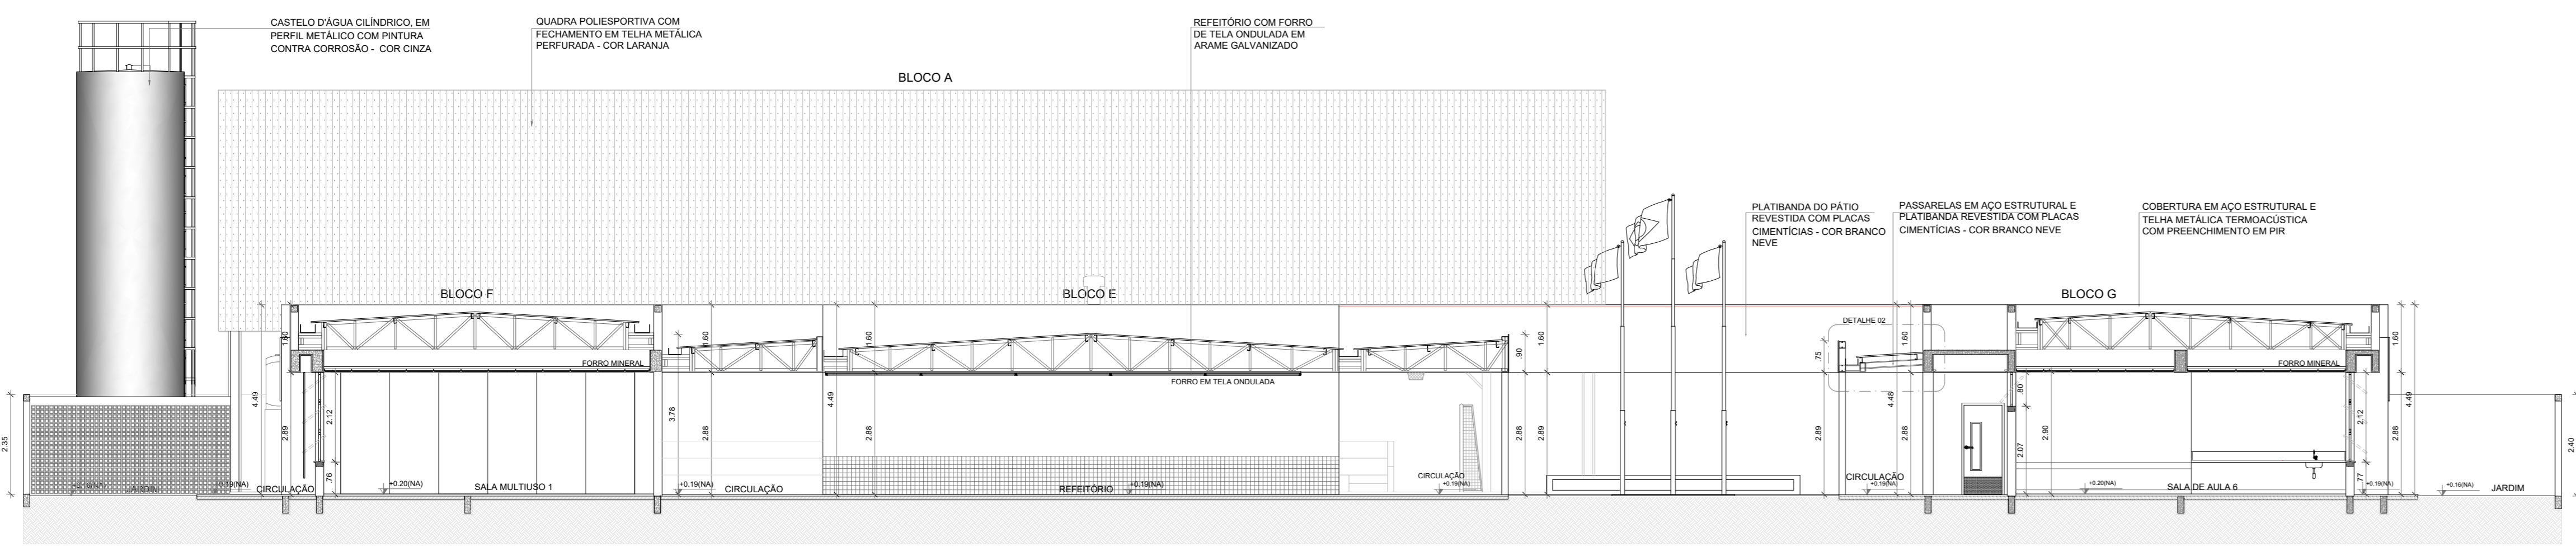 CASTELO D'ÁGUA CILÍNDRICO, EM
PERFIL METÁLICO COM PINTURA
CONTRA CORROSÃO - COR CINZA
QUADRA POLIESPORTIVA COM
FECHAMENTO EM TELHA METÁLICA
PERFURADA - COR LARANJA
REFEITÓRIO COM FORRO
DE TELA ONDULADA EM
ARAME GALVANIZADO
BLOCO A
PLATIBANDA DO PÁTIO
REVESTIDA COM PLACAS
CIMENTÍCIAS - COR BRANCO
NEVE
PASSARELAS EM AÇO ESTRUTURAL E
PLATIBANDA REVESTIDA COM PLACAS
CIMENTÍCIAS - COR BRANCO NEVE
COBERTURA EM AÇO ESTRUTURAL E
TELHA METÁLICA TERMOACÚSTICA
COM PREENCHIMENTO EM PIR
BLOCO F
BLOCO E
BLOCO G
DETALHE 02
1.60
1.60
1.60
.90
1.60
.75
1.60
1.60
FORRO MINERAL
FORRO EM TELA ONDULADA
FORRO MINERAL
2.35
4.49
2.89
2.12
.76
3.78
2.88
4.49
2.88
2.88
2.89
2.89
4.48
2.88
.80
2.07
2.90
2.12
.77
2.88
4.49
2.40
JARDIM
+0.19(NA)
CIRCULAÇÃO
+0.20(NA)
SALA MULTIUSO 1
+0.19(NA)
CIRCULAÇÃO
REFEITÓRIO
+0.19(NA)
CIRCULAÇÃO
+0.19(NA)
CIRCULAÇÃO
+0.19(NA)
+0.20(NA)
SALA DE AULA 6
+0.19(NA)
+0.16(NA)
JARDIM